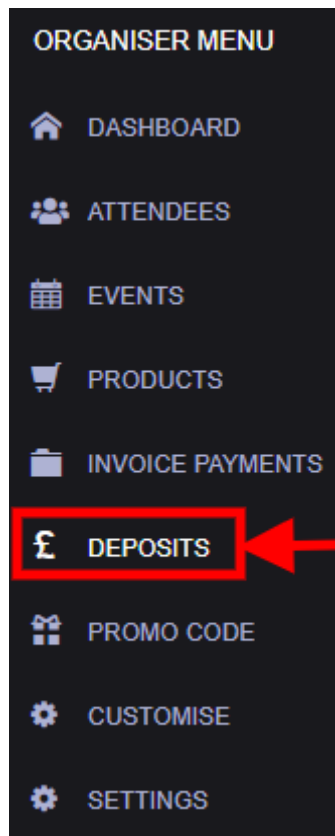 ORGANISER MENU
DASHBOARD
ATTENDEES
EVENTS
PRODUCTS
INVOICE PAYMENTS
£ DEPOSITS
PROMO CODE
CUSTOMISE
SETTINGS